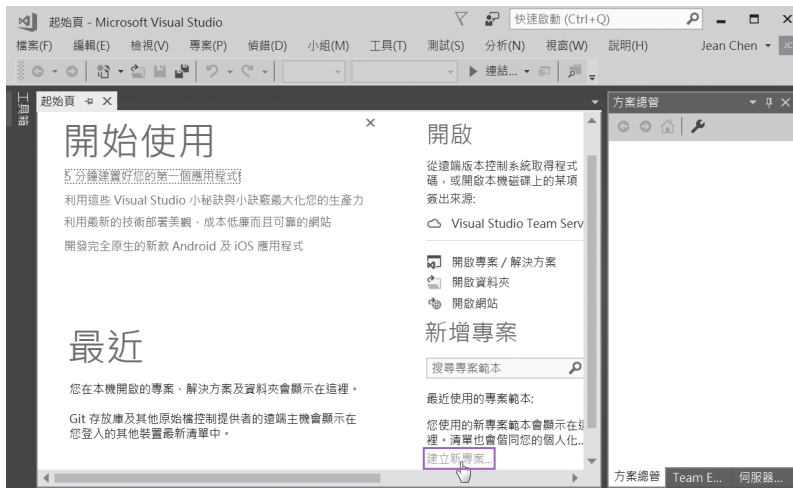 起始頁 - Microsoft Visual Studio
快速啟動 (Ctrl+Q)
檔案(F) 編輯(E) 檢視(V) 專案(P) 偵錯(D) 小組(M) 工具(T) 測試(S) 分析(N) 視窗(W) 說明(H) Jean Chen JC
連結...
工具箱
起始頁
開始使用
5 分鐘建置好您的第一個應用程式!
利用這些 Visual Studio 小秘訣與小訣竅最大化您的生產力
利用最新的技術部署美觀、成本低廉而且可靠的網站
開發完全原生的新款 Android 及 iOS 應用程式
最近
您在本機開啟的專案、解決方案及資料夾會顯示在這裡。
Git 存放庫及其他原始檔控制提供者的遠端主機會顯示在
您登入的其他裝置最新清單中。
開啟
從遠端版本控制系統取得程式
碼，或開啟本機磁碟上的某項
簽出來源:
Visual Studio Team Serv
開啟專案 / 解決方案
開啟資料夾
開啟網站
新增專案
搜尋專案範本
最近使用的專案範本:
您使用的新專案範本會顯示在這
裡。清單也會偕同您的個人化..
建立新專案...
方案總管
方案總管 Team E... 伺服器...